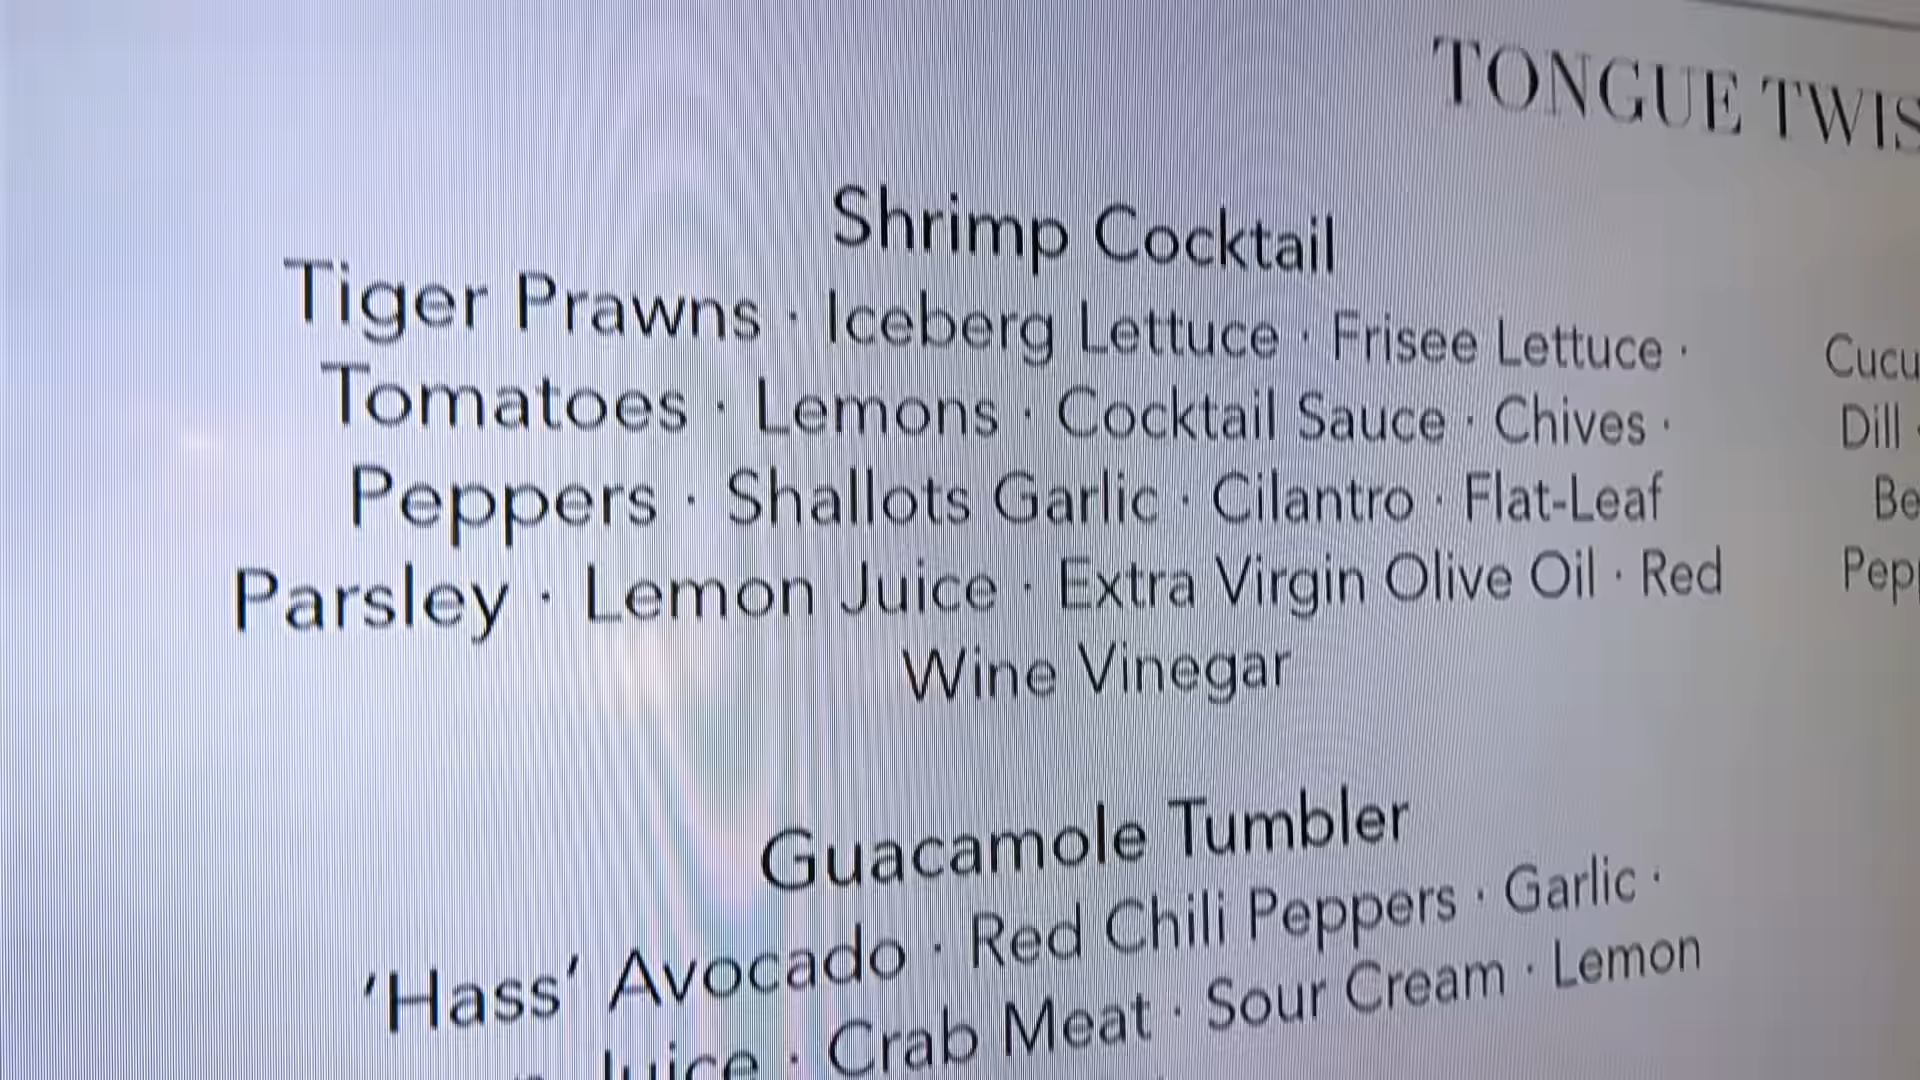 TONGUE TWIS
Shrimp Cocktail
Tiger Prawns · Iceberg Lettuce · Frisee Lettuce ·
Tomatoes · Lemons · Cocktail Sauce · Chives ·
Peppers · Shallots Garlic · Cilantro · Flat-Leaf
Parsley · Lemon Juice · Extra Virgin Olive Oil · Red
Wine Vinegar
Guacamole Tumbler
'Hass' Avocado · Red Chili Peppers · Garlic ·
Juice · Crab Meat · Sour Cream · Lemon
Cucu
Dill ·
Be
Pep